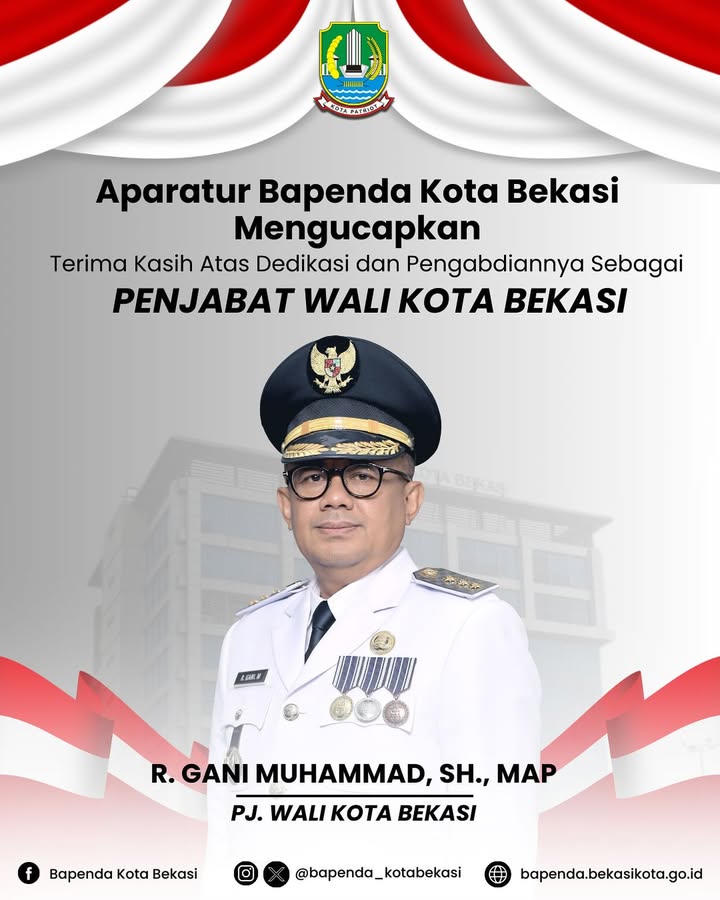 KOTA PATRIOT
Aparatur Bapenda Kota Bekasi
Mengucapkan
Terima Kasih Atas Dedikasi dan Pengabdiannya Sebagai
PENJABAT WALI KOTA BEKASI
R. GANI. M
R. GANI MUHAMMAD, SH., MAP
PJ. WALI KOTA BEKASI
Bapenda Kota Bekasi
@bapenda_kotabekasi
bapenda.bekasikota.go.id